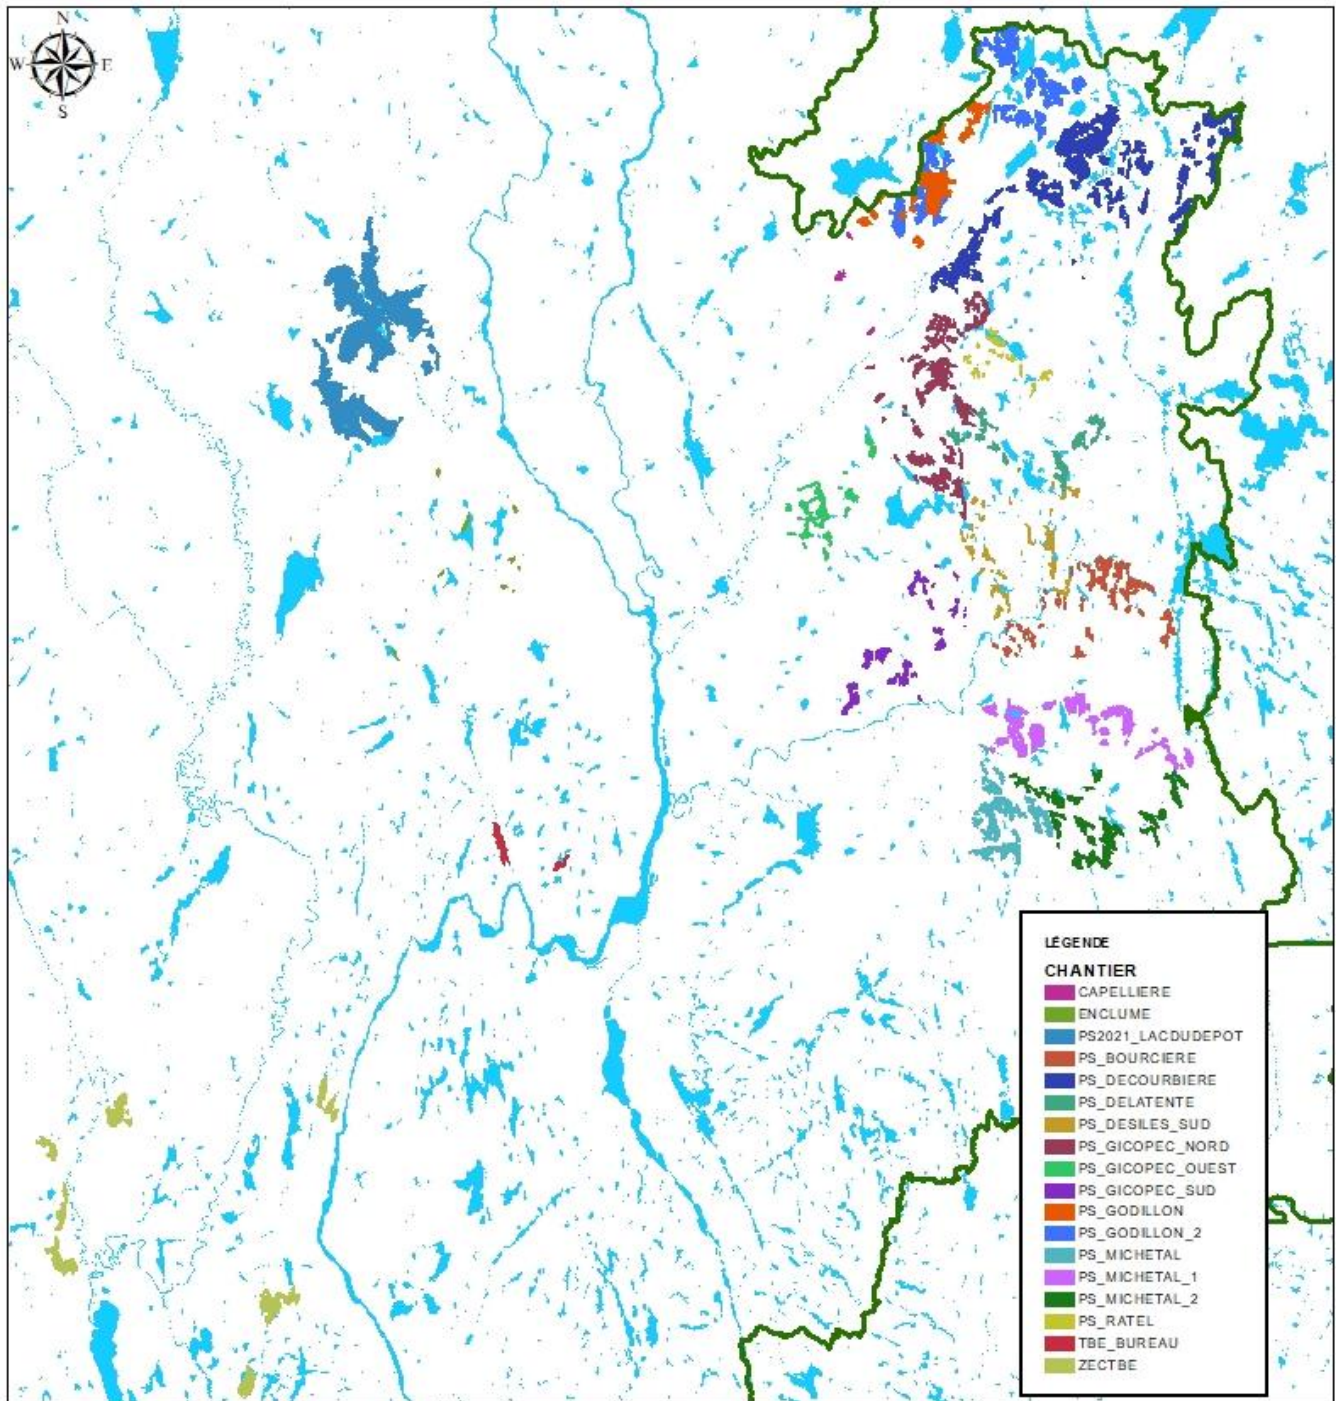 N
W E
S
LÉGENDE
CHANTIER
CAPELLIERE
ENCLUME
PS2021_LACDUDEPOT
PS_BOURCIERE
PS_DECOURBIERE
PS_DELATENTE
PS_DESILES_SUD
PS_GICOPEC_NORD
PS_GICOPEC_OUEST
PS_GICOPEC_SUD
PS_GODILLON
PS_GODILLON_2
PS_MICHETAL
PS_MICHETAL_1
PS_MICHETAL_2
PS_RATEL
TBE_BUREAU
ZECTBE